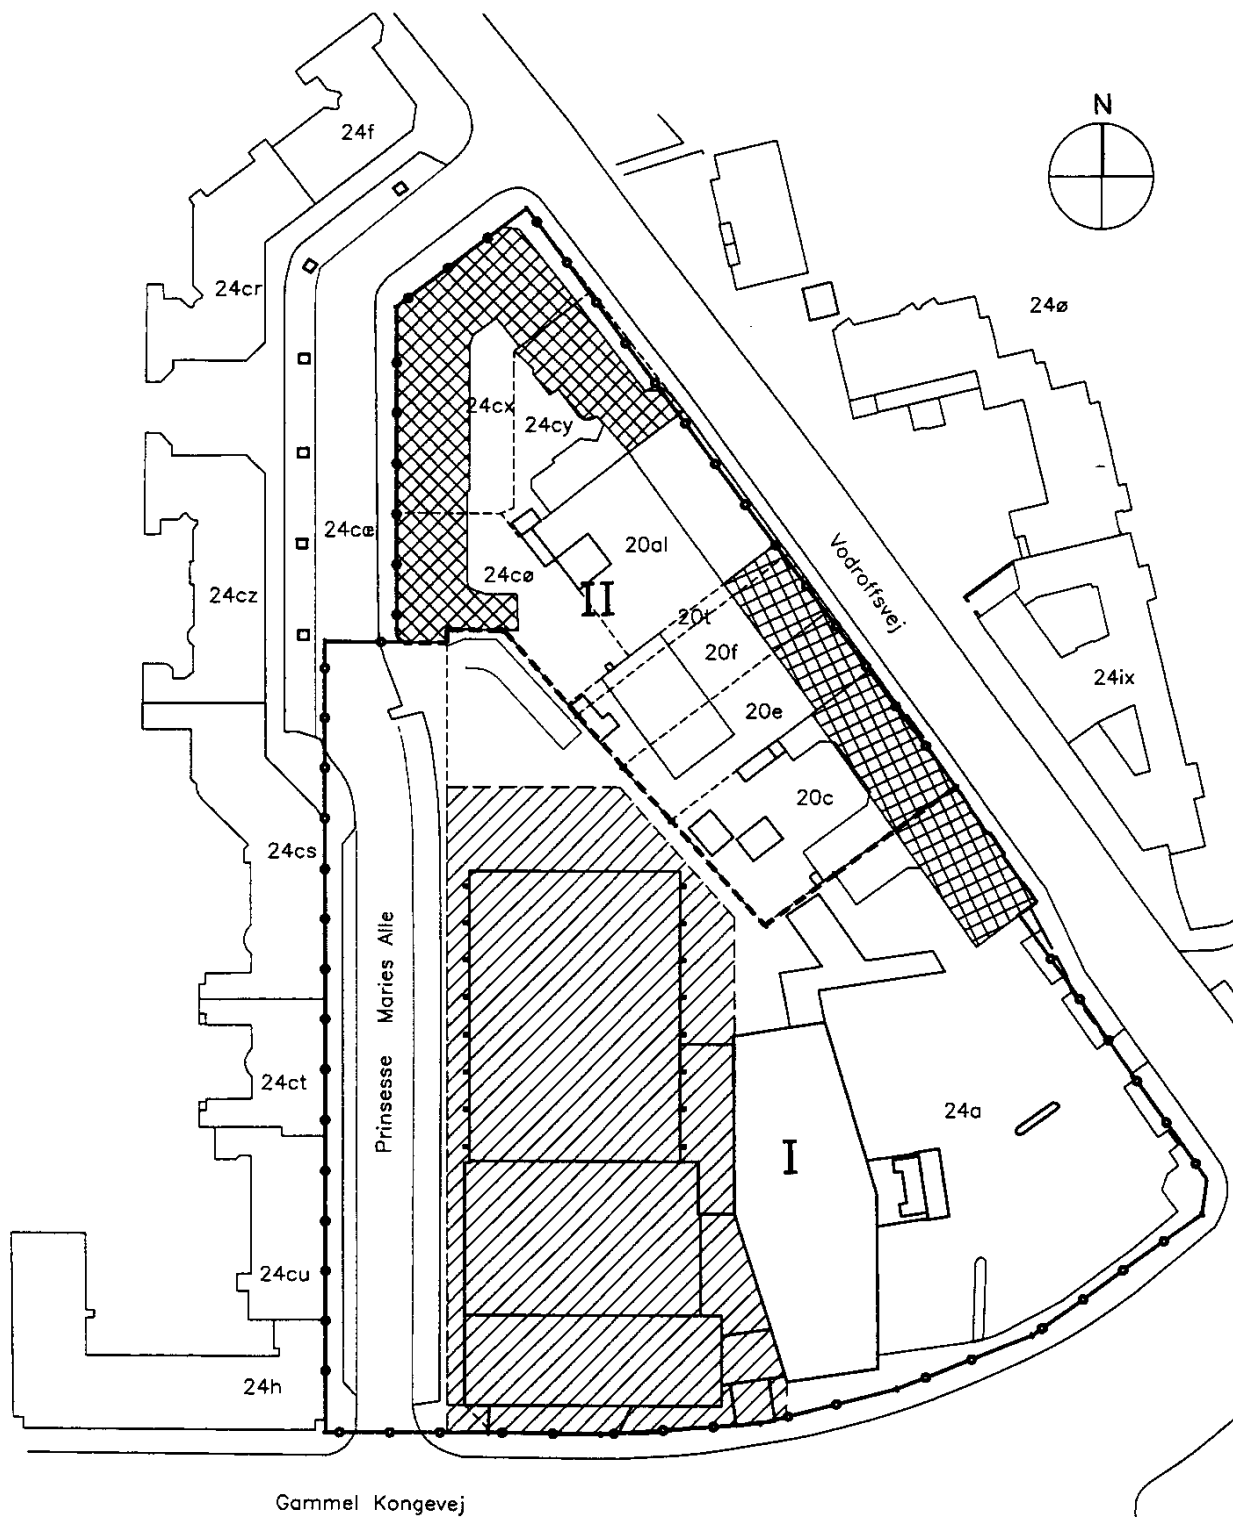 N
24f
24cr
24ø
24cx
24cy
24cæ
20al
Vodroffsvej
24cø
24cz
II
20t
20f
24ix
20e
20c
24cs
Prinsesse Maries Alle
24ct
24a
I
24cu
24h
Gammel Kongevej